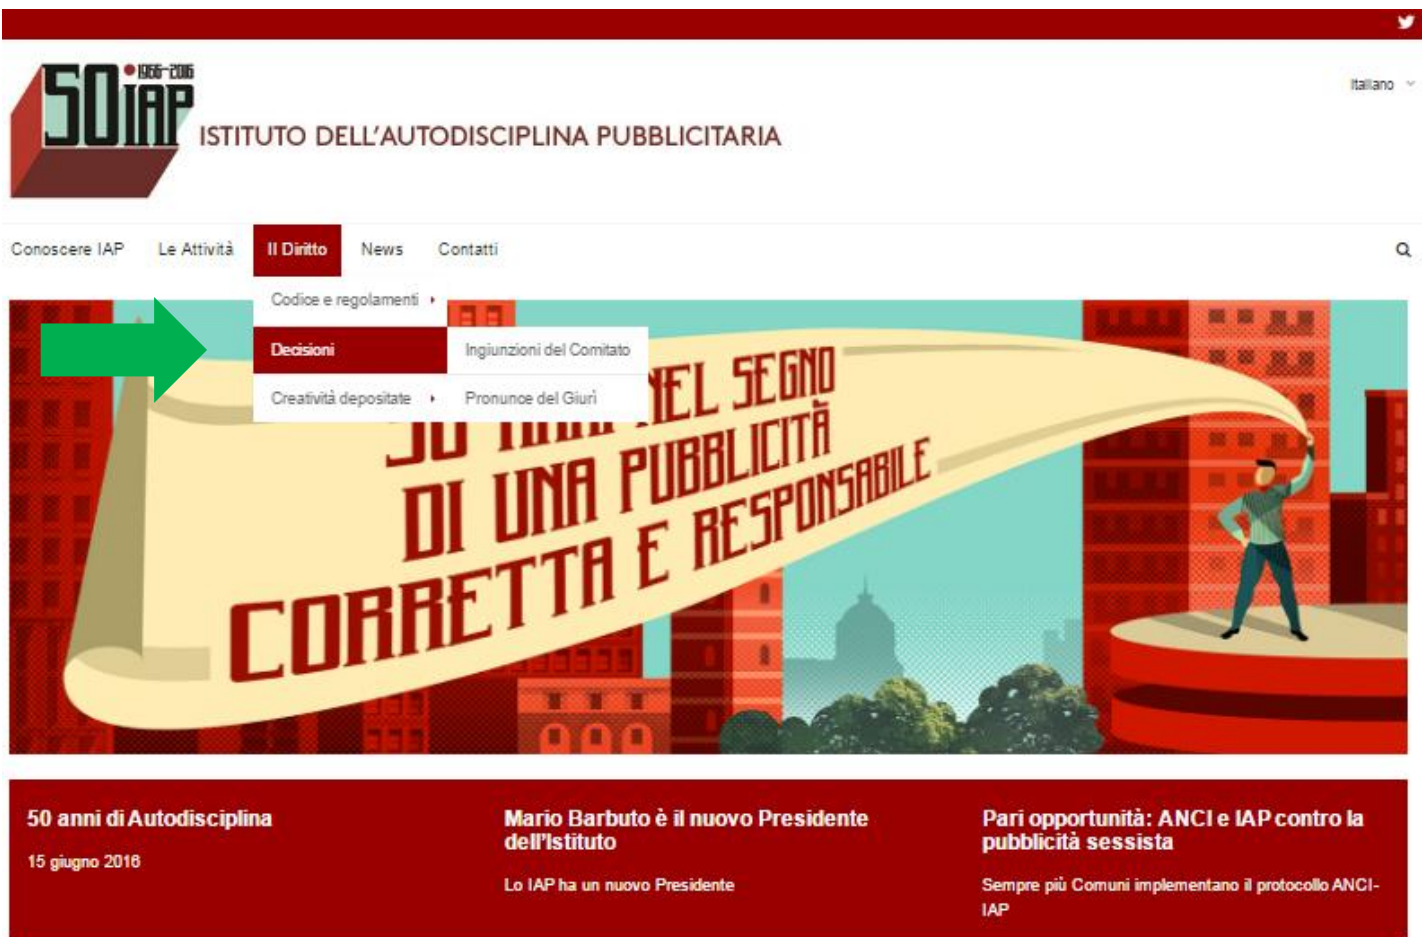 50 iAP 1966-2016
ISTITUTO DELL'AUTODISCIPLINA PUBBLICITARIA
Italiano
Conoscere IAP Le Attività Il Diritto News Contatti
Codice e regolamenti
Decisioni Ingiunzioni del Comitato
Creatività depositate Pronunce del Giurì
50 NEL SEGNO
DI UNA PUBBLICITÀ
CORRETTA E RESPONSABILE
50 anni di Autodisciplina
15 giugno 2016
Mario Barbuto è il nuovo Presidente
dell'Istituto
Lo IAP ha un nuovo Presidente
Pari opportunità: ANCI e IAP contro la
pubblicità sessista
Sempre più Comuni implementano il protocollo ANCI-
IAP